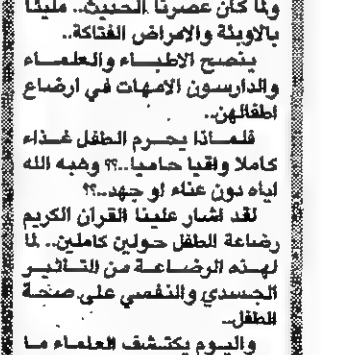 ولما كان عصرنا الحديث.. مليئا
بالاوبئة والامراض الفتاكة..
ينصح الاطباء والعلماء
والدارسون الامهات في ارضاع
اطفالهن..
فلماذا يحرم الطفل غذاء
كاملا واقيا حاميا..؟؟ وهبه الله
اياه دون عناء او جهد..؟!
لقد اشار علينا القرآن الكريم
رضاعة الطفل حولين كاملين.. لما
لهذه الرضاعة من التأثير
الجسدي والنفسي على صحة
الطفل..
واليوم يكتشف العلماء ما